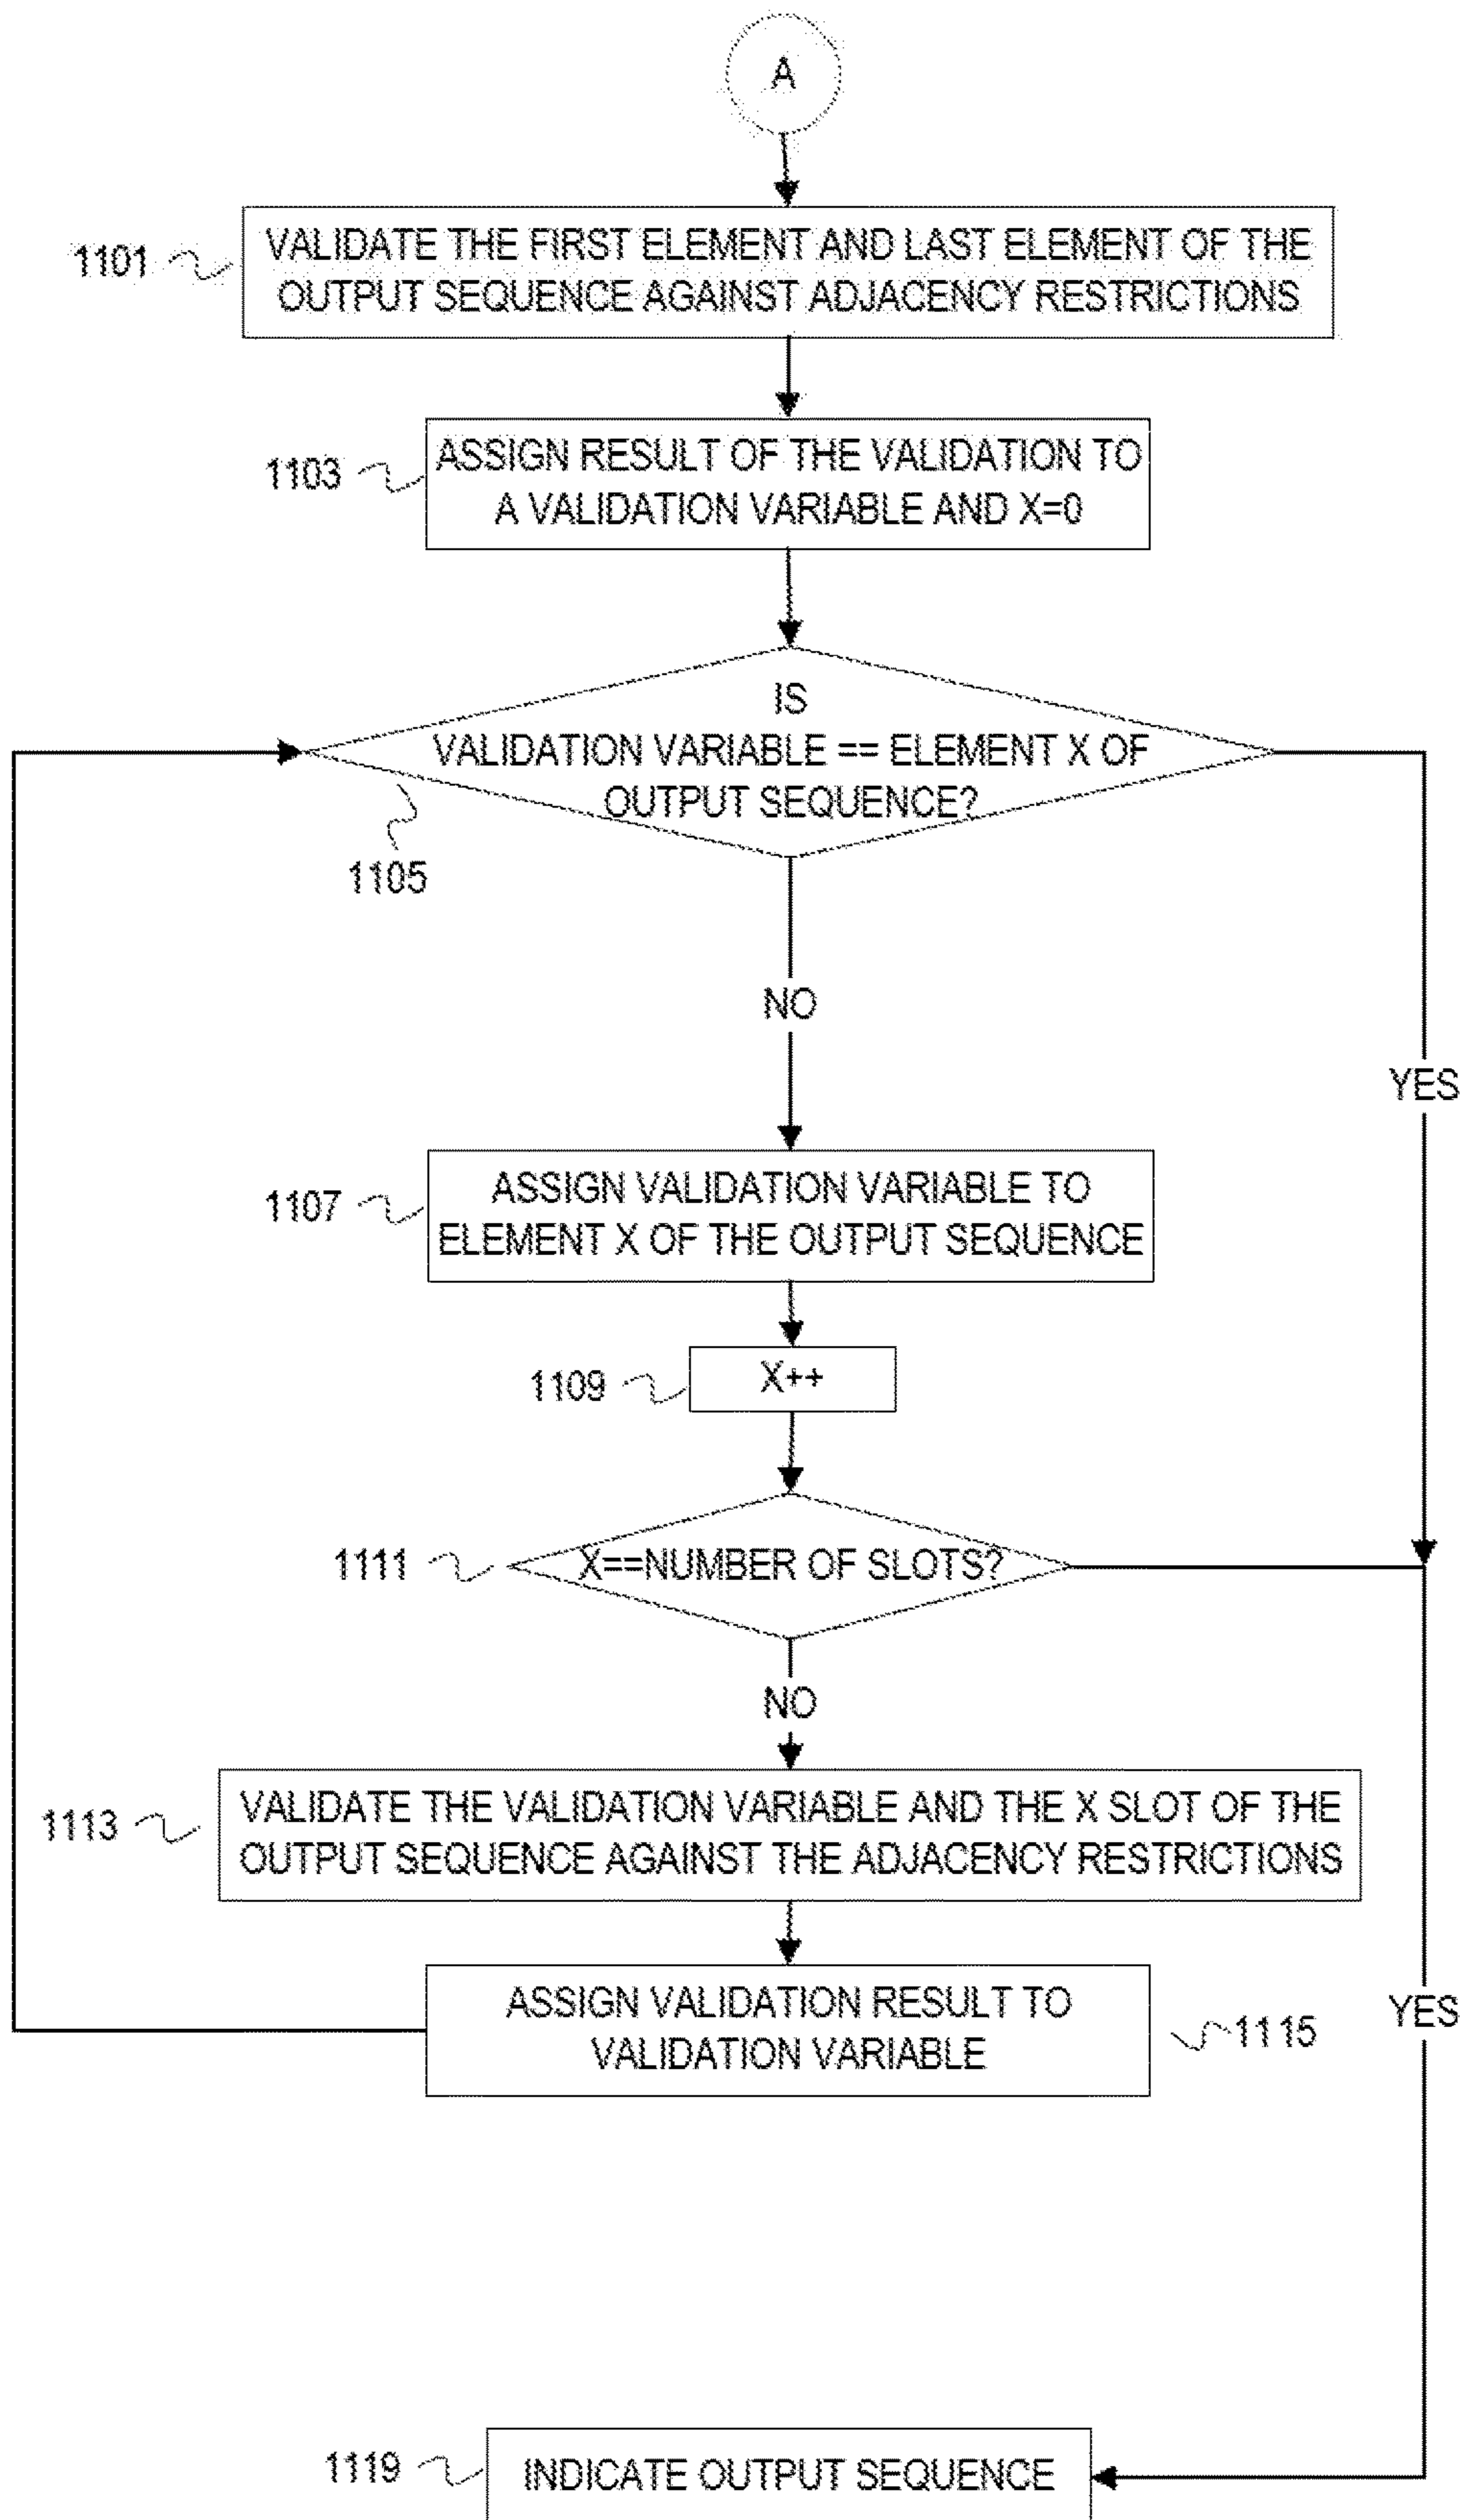 A
1101
VALIDATE THE FIRST ELEMENT AND LAST ELEMENT OF THE
OUTPUT SEQUENCE AGAINST ADJACENCY RESTRICTIONS
1103
ASSIGN RESULT OF THE VALIDATION TO
A VALIDATION VARIABLE AND X=0
IS
VALIDATION VARIABLE == ELEMENT X OF
OUTPUT SEQUENCE?
1105
NO
YES
1107
ASSIGN VALIDATION VARIABLE TO
ELEMENT X OF THE OUTPUT SEQUENCE
1109
X++
1111
X==NUMBER OF SLOTS?
NO
1113
VALIDATE THE VALIDATION VARIABLE AND THE X SLOT OF THE
OUTPUT SEQUENCE AGAINST THE ADJACENCY RESTRICTIONS
ASSIGN VALIDATION RESULT TO
VALIDATION VARIABLE
1115
YES
1119
INDICATE OUTPUT SEQUENCE